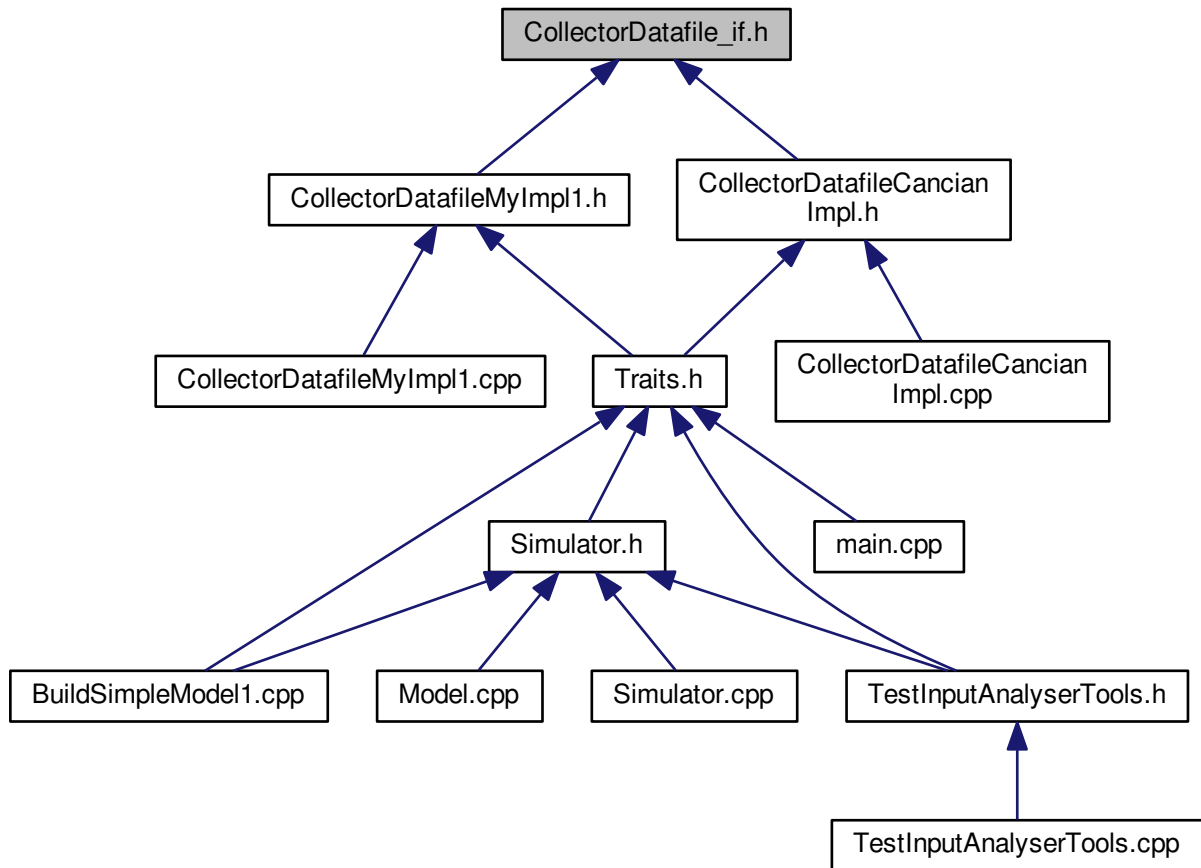 CollectorDatafile_if.h
CollectorDatafileMyImpl1.h
CollectorDatafileCancian
Impl.h
CollectorDatafileMyImpl1.cpp
Traits.h
CollectorDatafileCancian
Impl.cpp
Simulator.h
main.cpp
BuildSimpleModel1.cpp
Model.cpp
Simulator.cpp
TestInputAnalyserTools.h
TestInputAnalyserTools.cpp